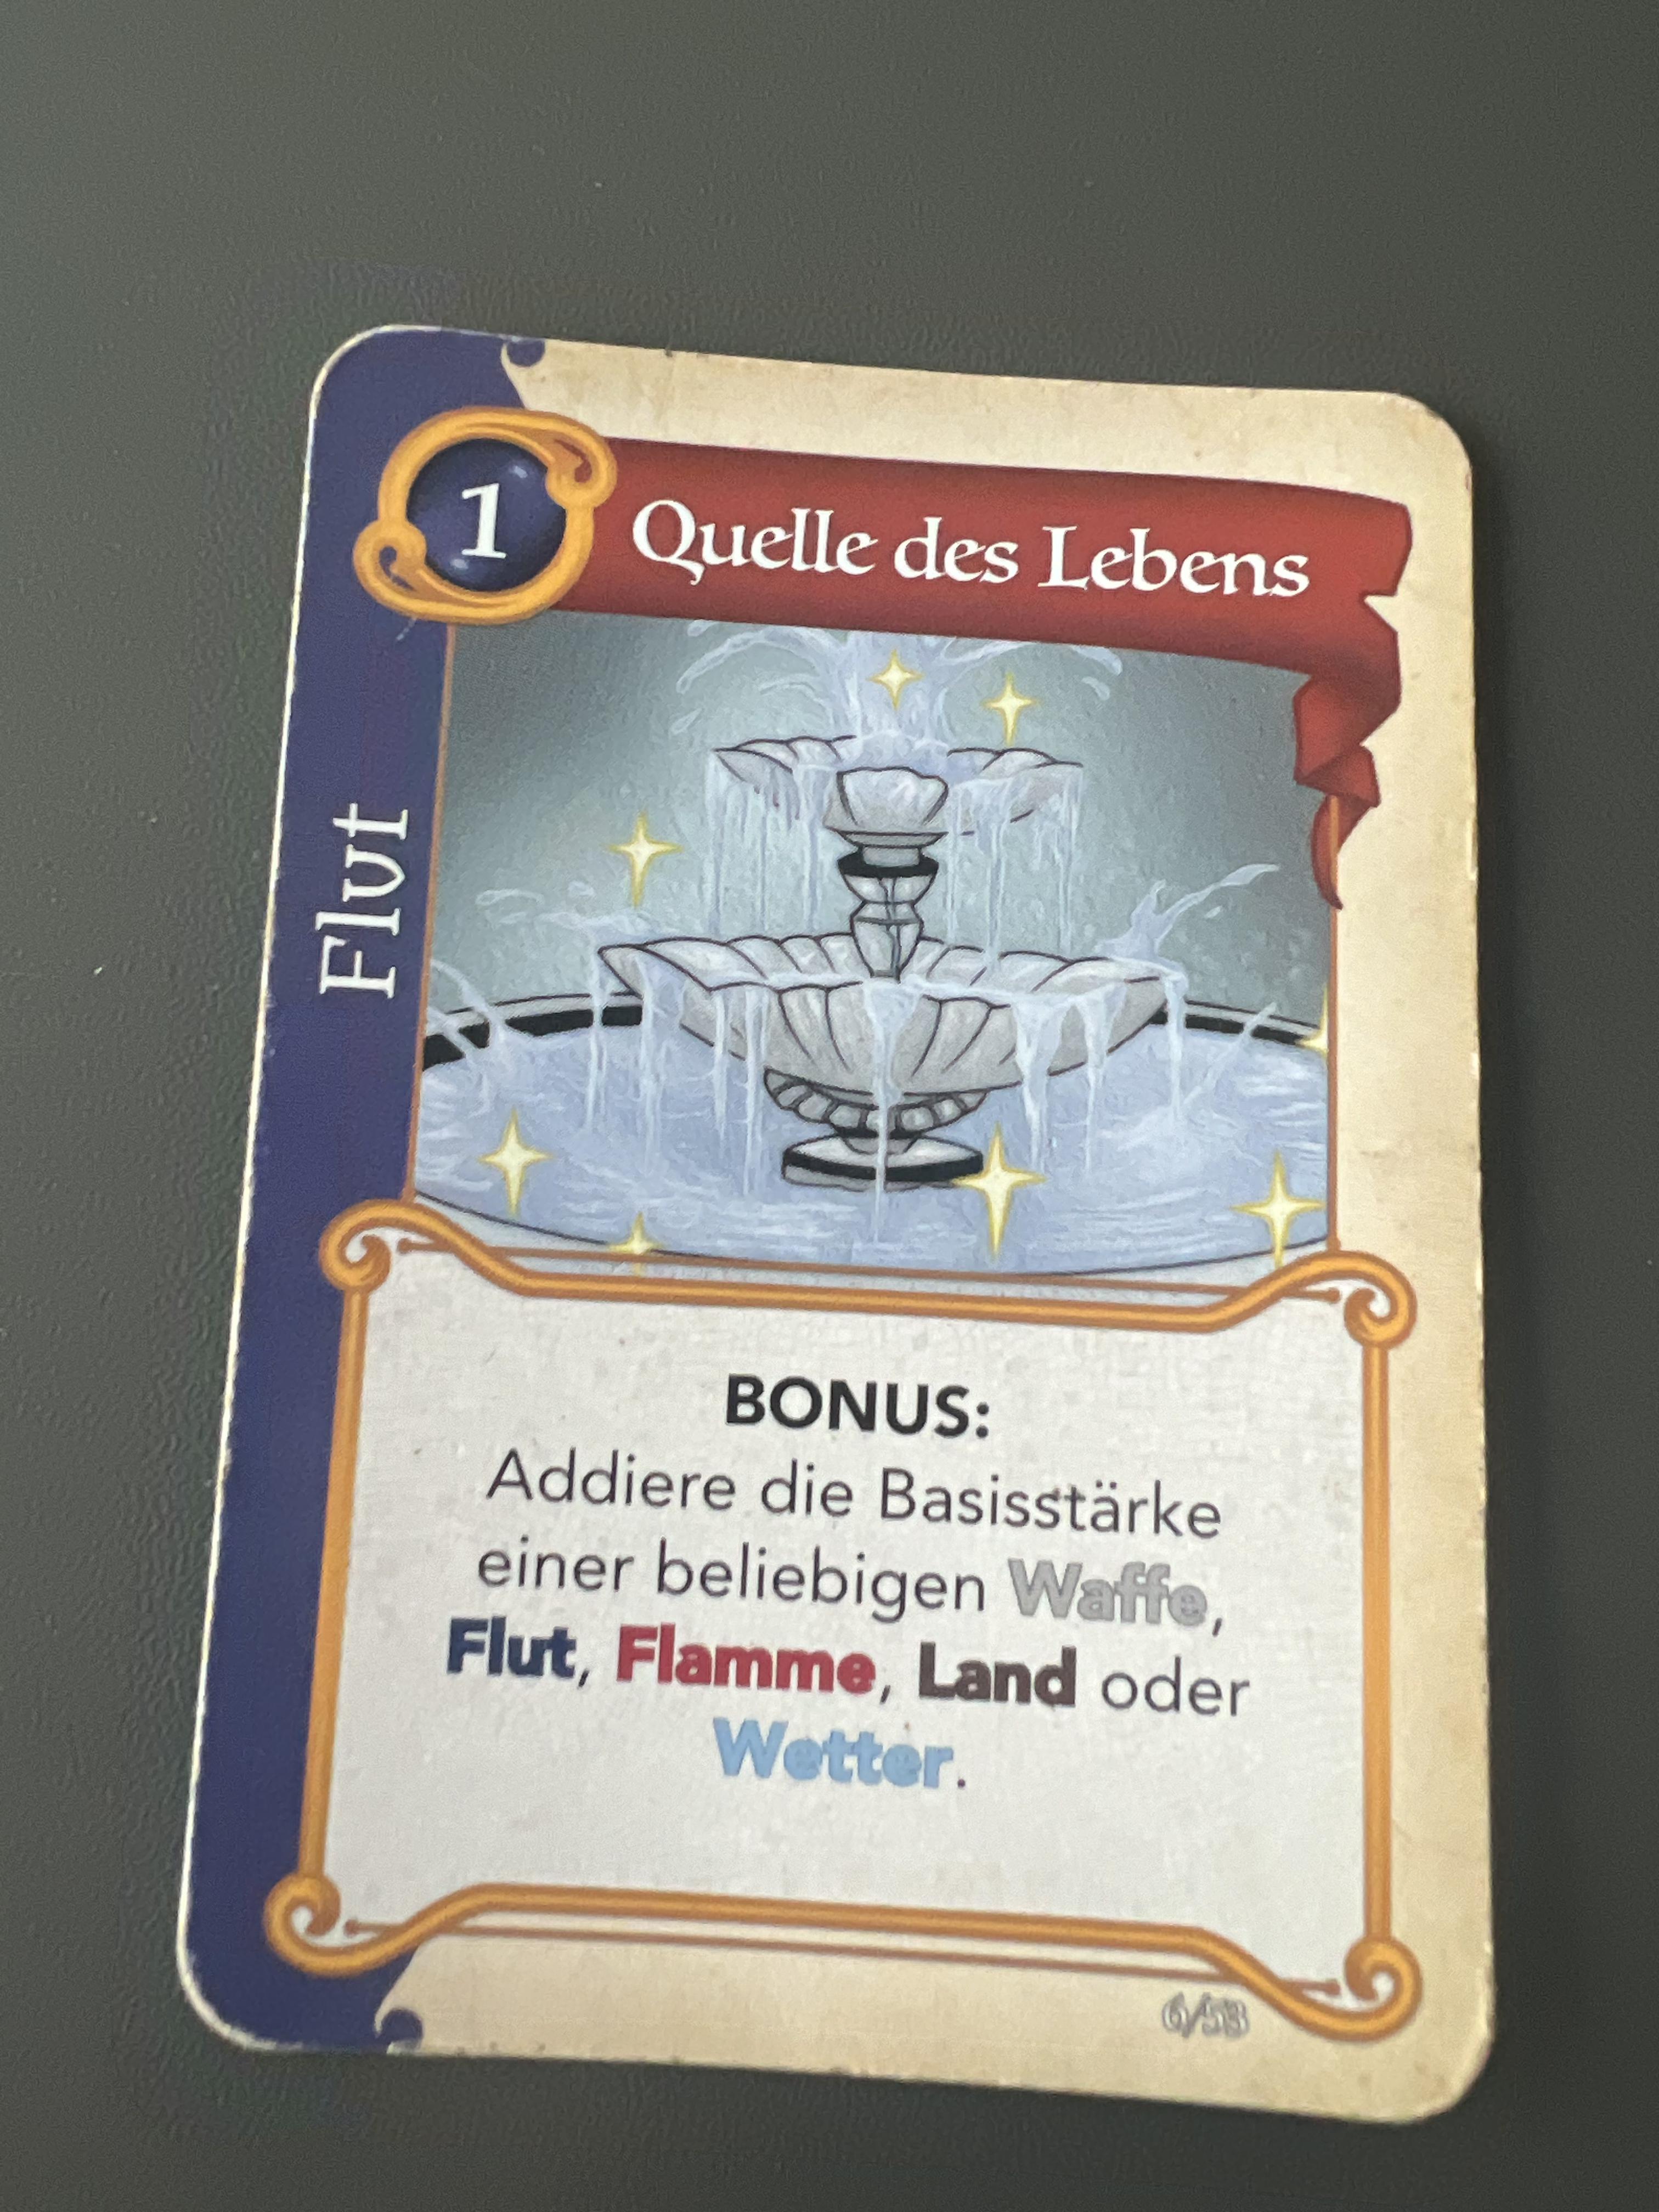 1
Quelle des Lebens
Flut
BONUS:
Addiere die Basisstärke
einer beliebigen Waffe,
Flut, Flamme, Land oder
Wetter.
6/53